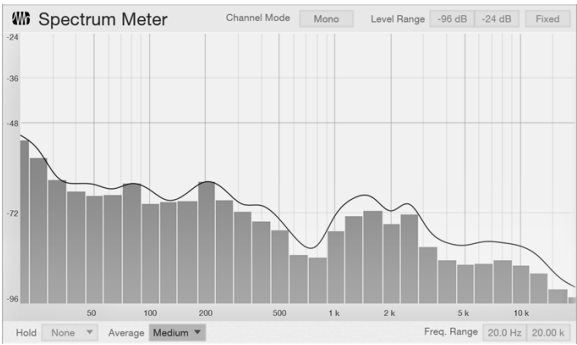 Spectrum Meter Channel Mode Mono Level Range -96 dB -24 dB Fixed
-24
-36
-48
-72
-96
50 100 200 500 1 k 2 k 5 k 10 k
Hold None Average Medium Freq. Range 20.0 Hz 20.00 k